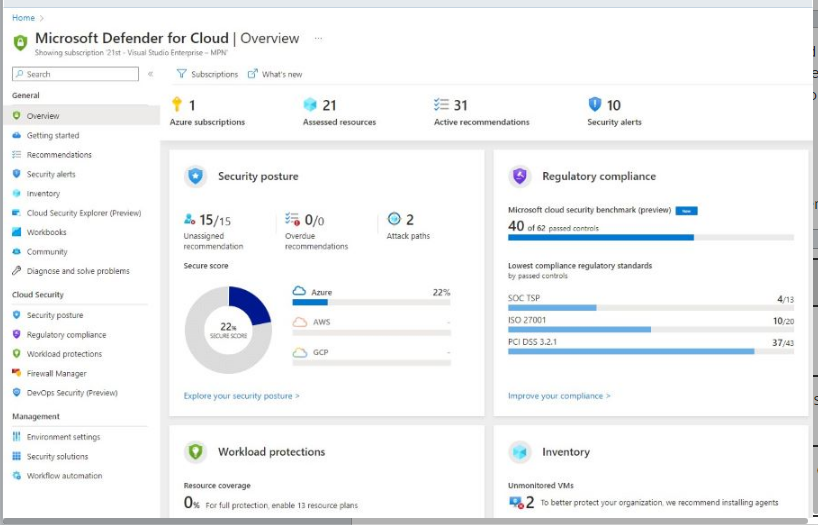 Home >
Microsoft Defender for Cloud | Overview ...
Showing subscription '21st - Visual Studio Enterprise – MPN'
Search «
Subscriptions What's new
General
Overview
Getting started
Recommendations
Security alerts
Inventory
Cloud Security Explorer (Preview)
Workbooks
Community
Diagnose and solve problems
Cloud Security
Security posture
Regulatory compliance
Workload protections
Firewall Manager
DevOps Security (Preview)
Management
Environment settings
Security solutions
Workflow automation
1 21 31 10
Azure subscriptions Assessed resources Active recommendations Security alerts
Security posture
15/15 0/0 2
Unassigned Overdue Attack paths
recommendation recommendations
Secure score
22%
SECURE SCORE
Azure 22%
AWS -
GCP -
Explore your security posture >
Regulatory compliance
Microsoft cloud security benchmark (preview) New
40 of 62 passed controls
Lowest compliance regulatory standards
by passed controls
SOC TSP 4/13
ISO 27001 10/20
PCI DSS 3.2.1 37/43
Improve your compliance >
Workload protections
Resource coverage
0% For full protection, enable 13 resource plans
Inventory
Unmonitored VMs
2 To better protect your organization, we recommend installing agents